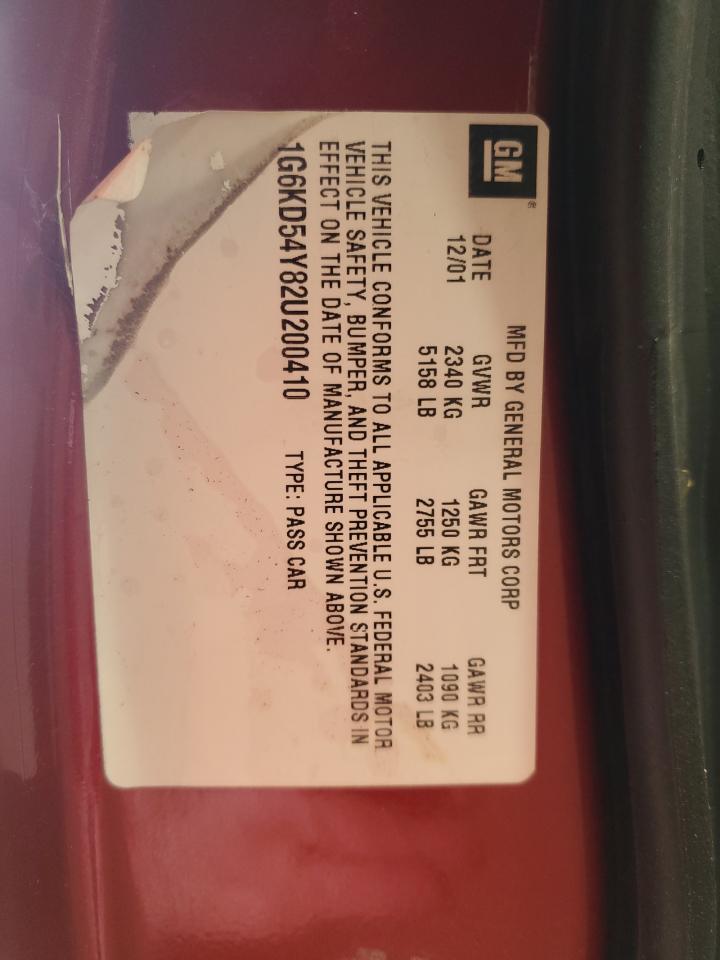 GM®
MFD BY GENERAL MOTORS CORP
DATE GVWR GAWR FRT GAWR RR
12/01 2340 KG 1250 KG 1090 KG
5158 LB 2755 LB 2403 LB
THIS VEHICLE CONFORMS TO ALL APPLICABLE U.S. FEDERAL MOTOR
VEHICLE SAFETY, BUMPER, AND THEFT PREVENTION STANDARDS IN
EFFECT ON THE DATE OF MANUFACTURE SHOWN ABOVE.
1G6KD54Y82U200410 TYPE: PASS CAR